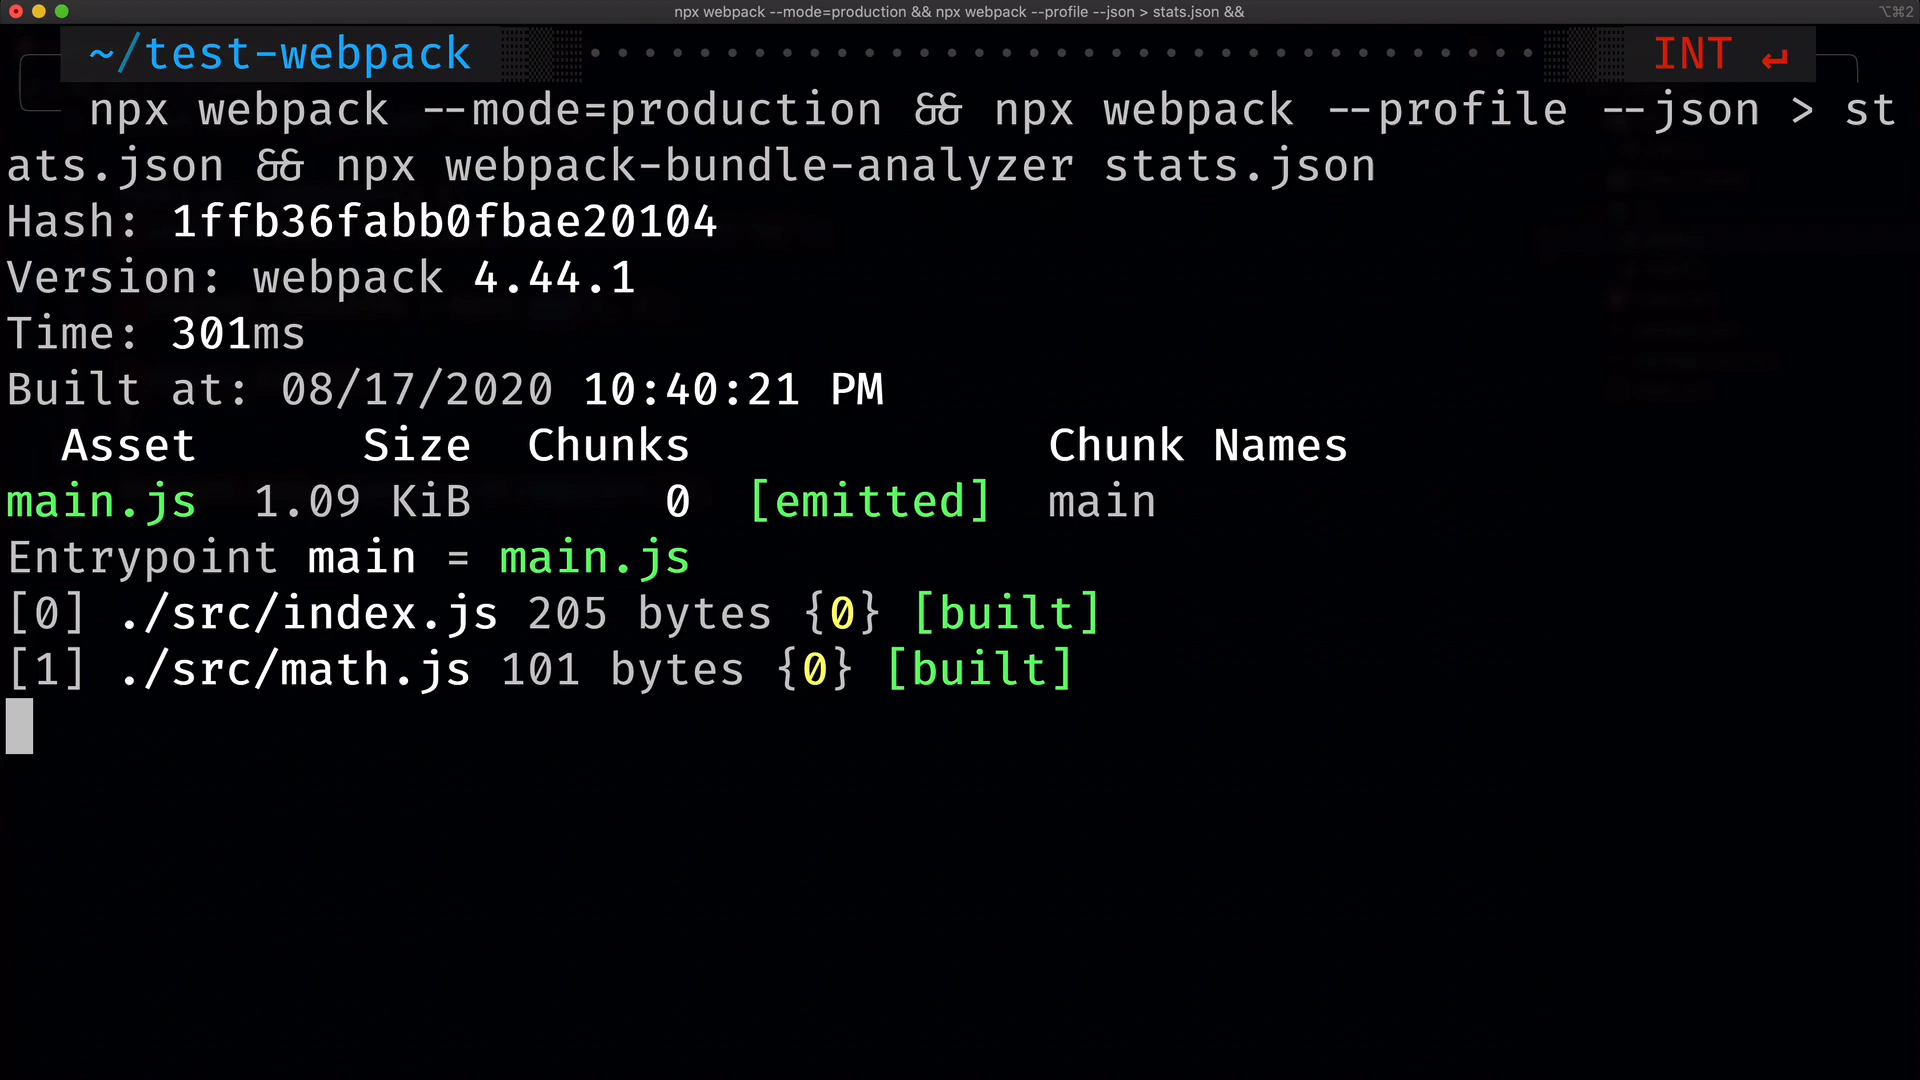 npx webpack --mode=production && npx webpack --profile --json > stats.json &&
⌥⌘2
~/test-webpack
INT ↵
npx webpack --mode=production && npx webpack --profile --json > st
ats.json && npx webpack-bundle-analyzer stats.json
Hash: 1ffb36fabb0fbae20104
Version: webpack 4.44.1
Time: 301ms
Built at: 08/17/2020 10:40:21 PM
Asset Size Chunks Chunk Names
main.js 1.09 KiB 0 [emitted] main
Entrypoint main = main.js
[0] ./src/index.js 205 bytes {0} [built]
[1] ./src/math.js 101 bytes {0} [built]